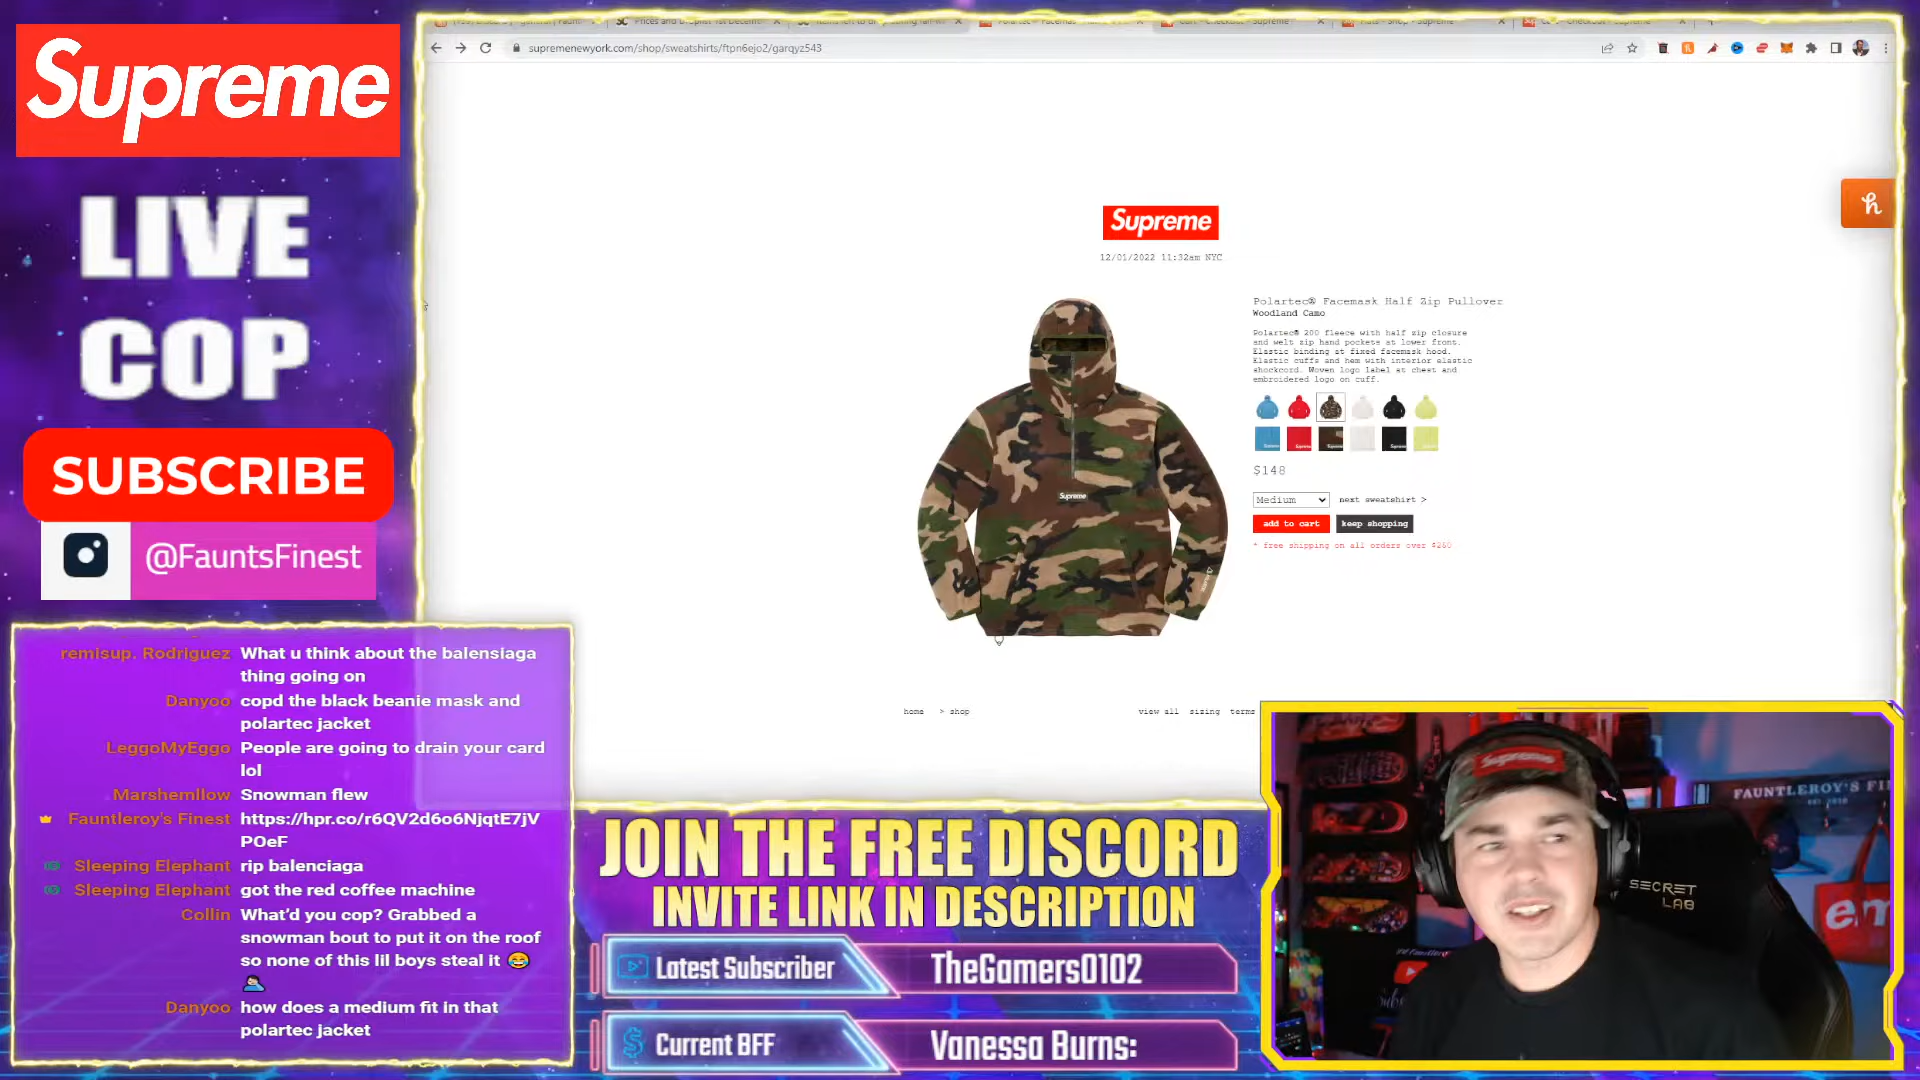 supremenewyork.com/shop/sweatshirts/ftpn6ejo2/garqyz543
Supreme
LIVE
COP
SUBSCRIBE
@FauntsFinest
Supreme
12/01/2022 11:32am NYC
Polartec® Facemask Half Zip Pullover
Woodland Camo
Polartec® 200 fleece with half zip closure
and welt zip hand pockets at lower front.
Elastic binding at fixed facemask hood.
Elastic cuffs and hem with interior elastic
shockcord. Woven logo label at chest and
embroidered logo on cuff.
$148
Medium
next sweatshirt >
add to cart
keep shopping
* free shipping on all orders over $260
Supreme
home
> shop
view all
sizing
terms
remisup. Rodriguez What u think about the balensiaga
thing going on
Danyoo copd the black beanie mask and
polartec jacket
LeggoMyEggo People are going to drain your card
lol
Marshemllow Snowman flew
Fauntleroy's Finest https://hpr.co/r6QV2d6o6NjqtE7jV
POeF
Sleeping Elephant rip balenciaga
Sleeping Elephant got the red coffee machine
Collin What'd you cop? Grabbed a
snowman bout to put it on the roof
so none of this lil boys steal it 😂
Danyoo how does a medium fit in that
polartec jacket
JOIN THE FREE DISCORD
INVITE LINK IN DESCRIPTION
Latest Subscriber
TheGamers0102
Current BFF
Vanessa Burns:
Supreme
FAUNTLEROY'S FI
SECRET
LAB
em